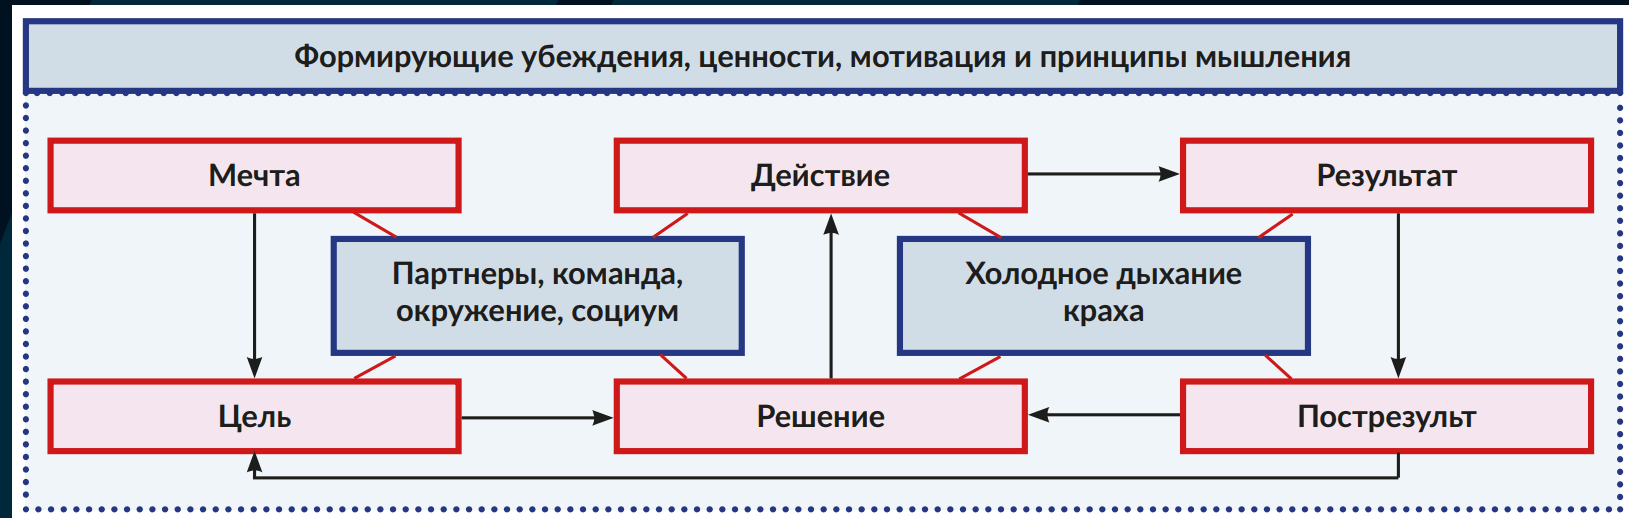 Формирующие убеждения, ценности, мотивация и принципы мышления
Мечта
Действие
Результат
Партнеры, команда,
окружение, социум
Холодное дыхание
краха
Цель
Решение
Пострезульт